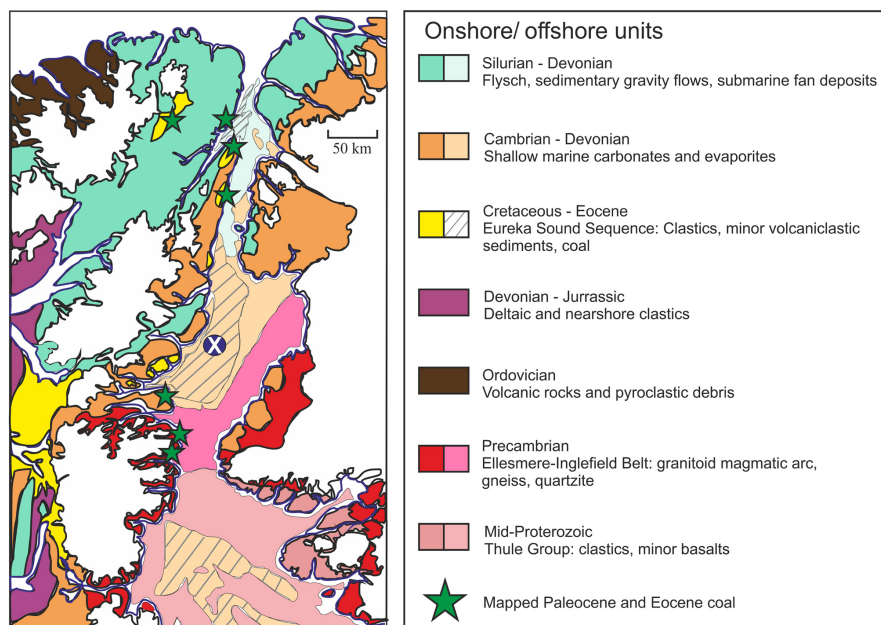 50 km
X
Onshore/ offshore units
Silurian - Devonian
Flysch, sedimentary gravity flows, submarine fan deposits
Cambrian - Devonian
Shallow marine carbonates and evaporites
Cretaceous - Eocene
Eureka Sound Sequence: Clastics, minor volcaniclastic
sediments, coal
Devonian - Jurrassic
Deltaic and nearshore clastics
Ordovician
Volcanic rocks and pyroclastic debris
Precambrian
Ellesmere-Inglefield Belt: granitoid magmatic arc,
gneiss, quartzite
Mid-Proterozoic
Thule Group: clastics, minor basalts
Mapped Paleocene and Eocene coal